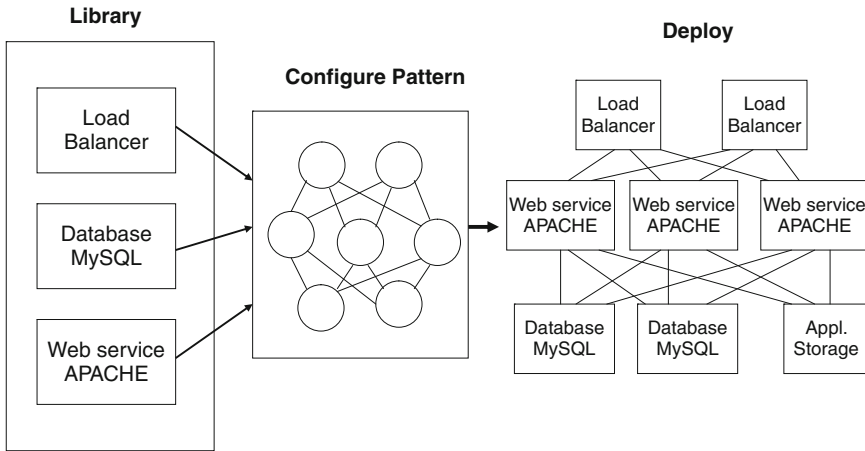 Library
Load
Balancer
Database
MySQL
Web service
APACHE
Configure Pattern
Deploy
Load
Balancer
Load
Balancer
Web service
APACHE
Web service
APACHE
Web service
APACHE
Database
MySQL
Database
MySQL
Appl.
Storage